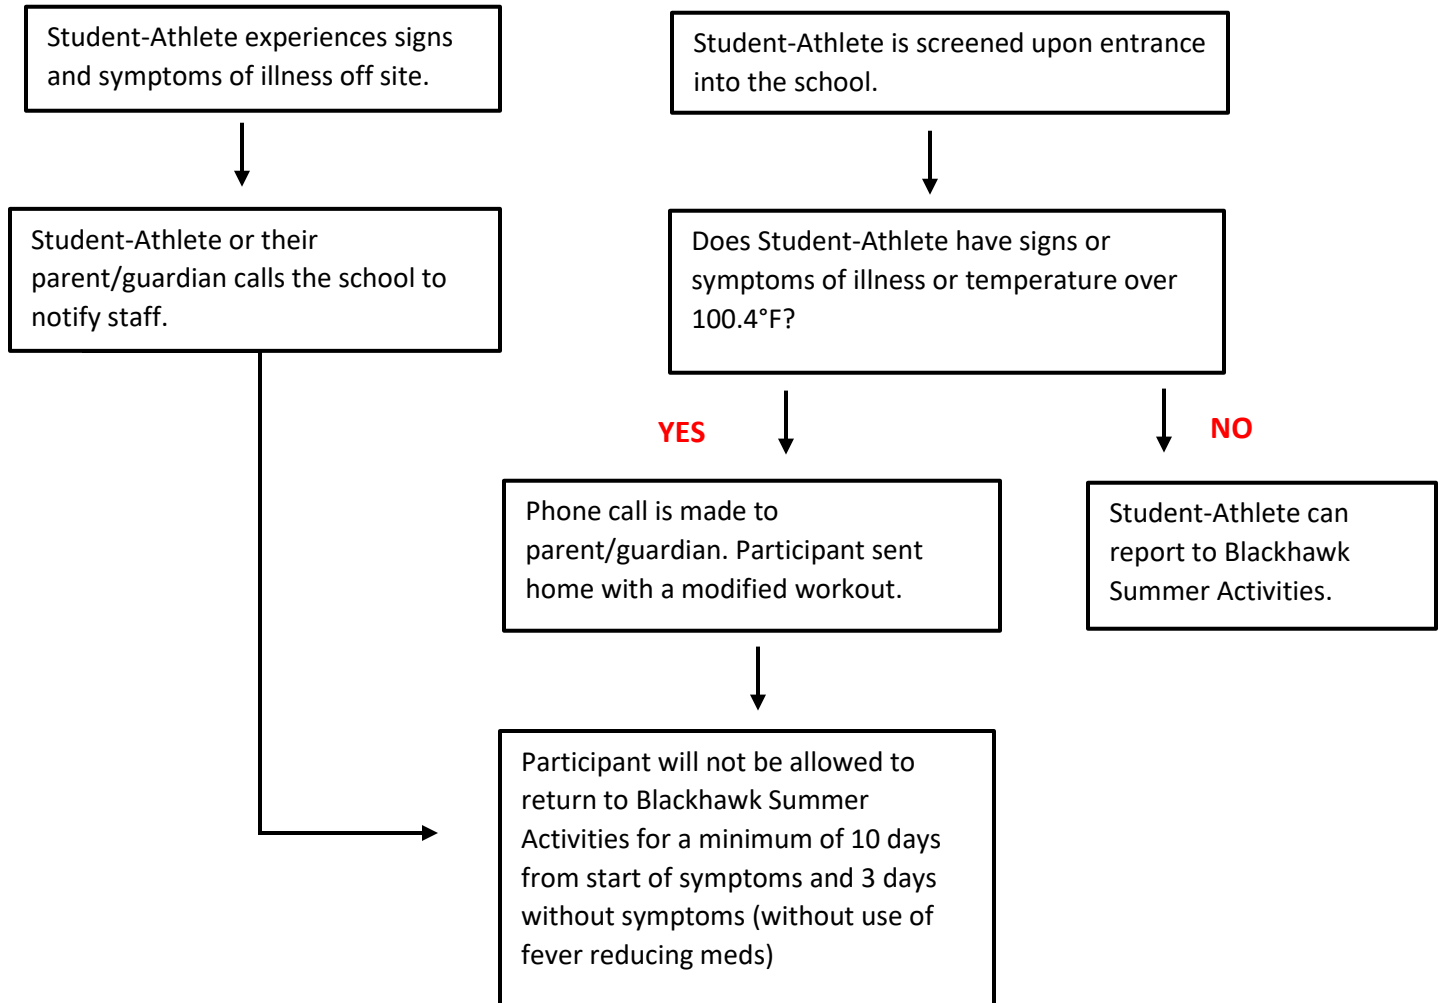 Student-Athlete experiences signs
and symptoms of illness off site.
Student-Athlete is screened upon entrance
into the school.
Student-Athlete or their
parent/guardian calls the school to
notify staff.
Does Student-Athlete have signs or
symptoms of illness or temperature over
100.4°F?
YES
NO
Phone call is made to
parent/guardian. Participant sent
home with a modified workout.
Student-Athlete can
report to Blackhawk
Summer Activities.
Participant will not be allowed to
return to Blackhawk Summer
Activities for a minimum of 10 days
from start of symptoms and 3 days
without symptoms (without use of
fever reducing meds)